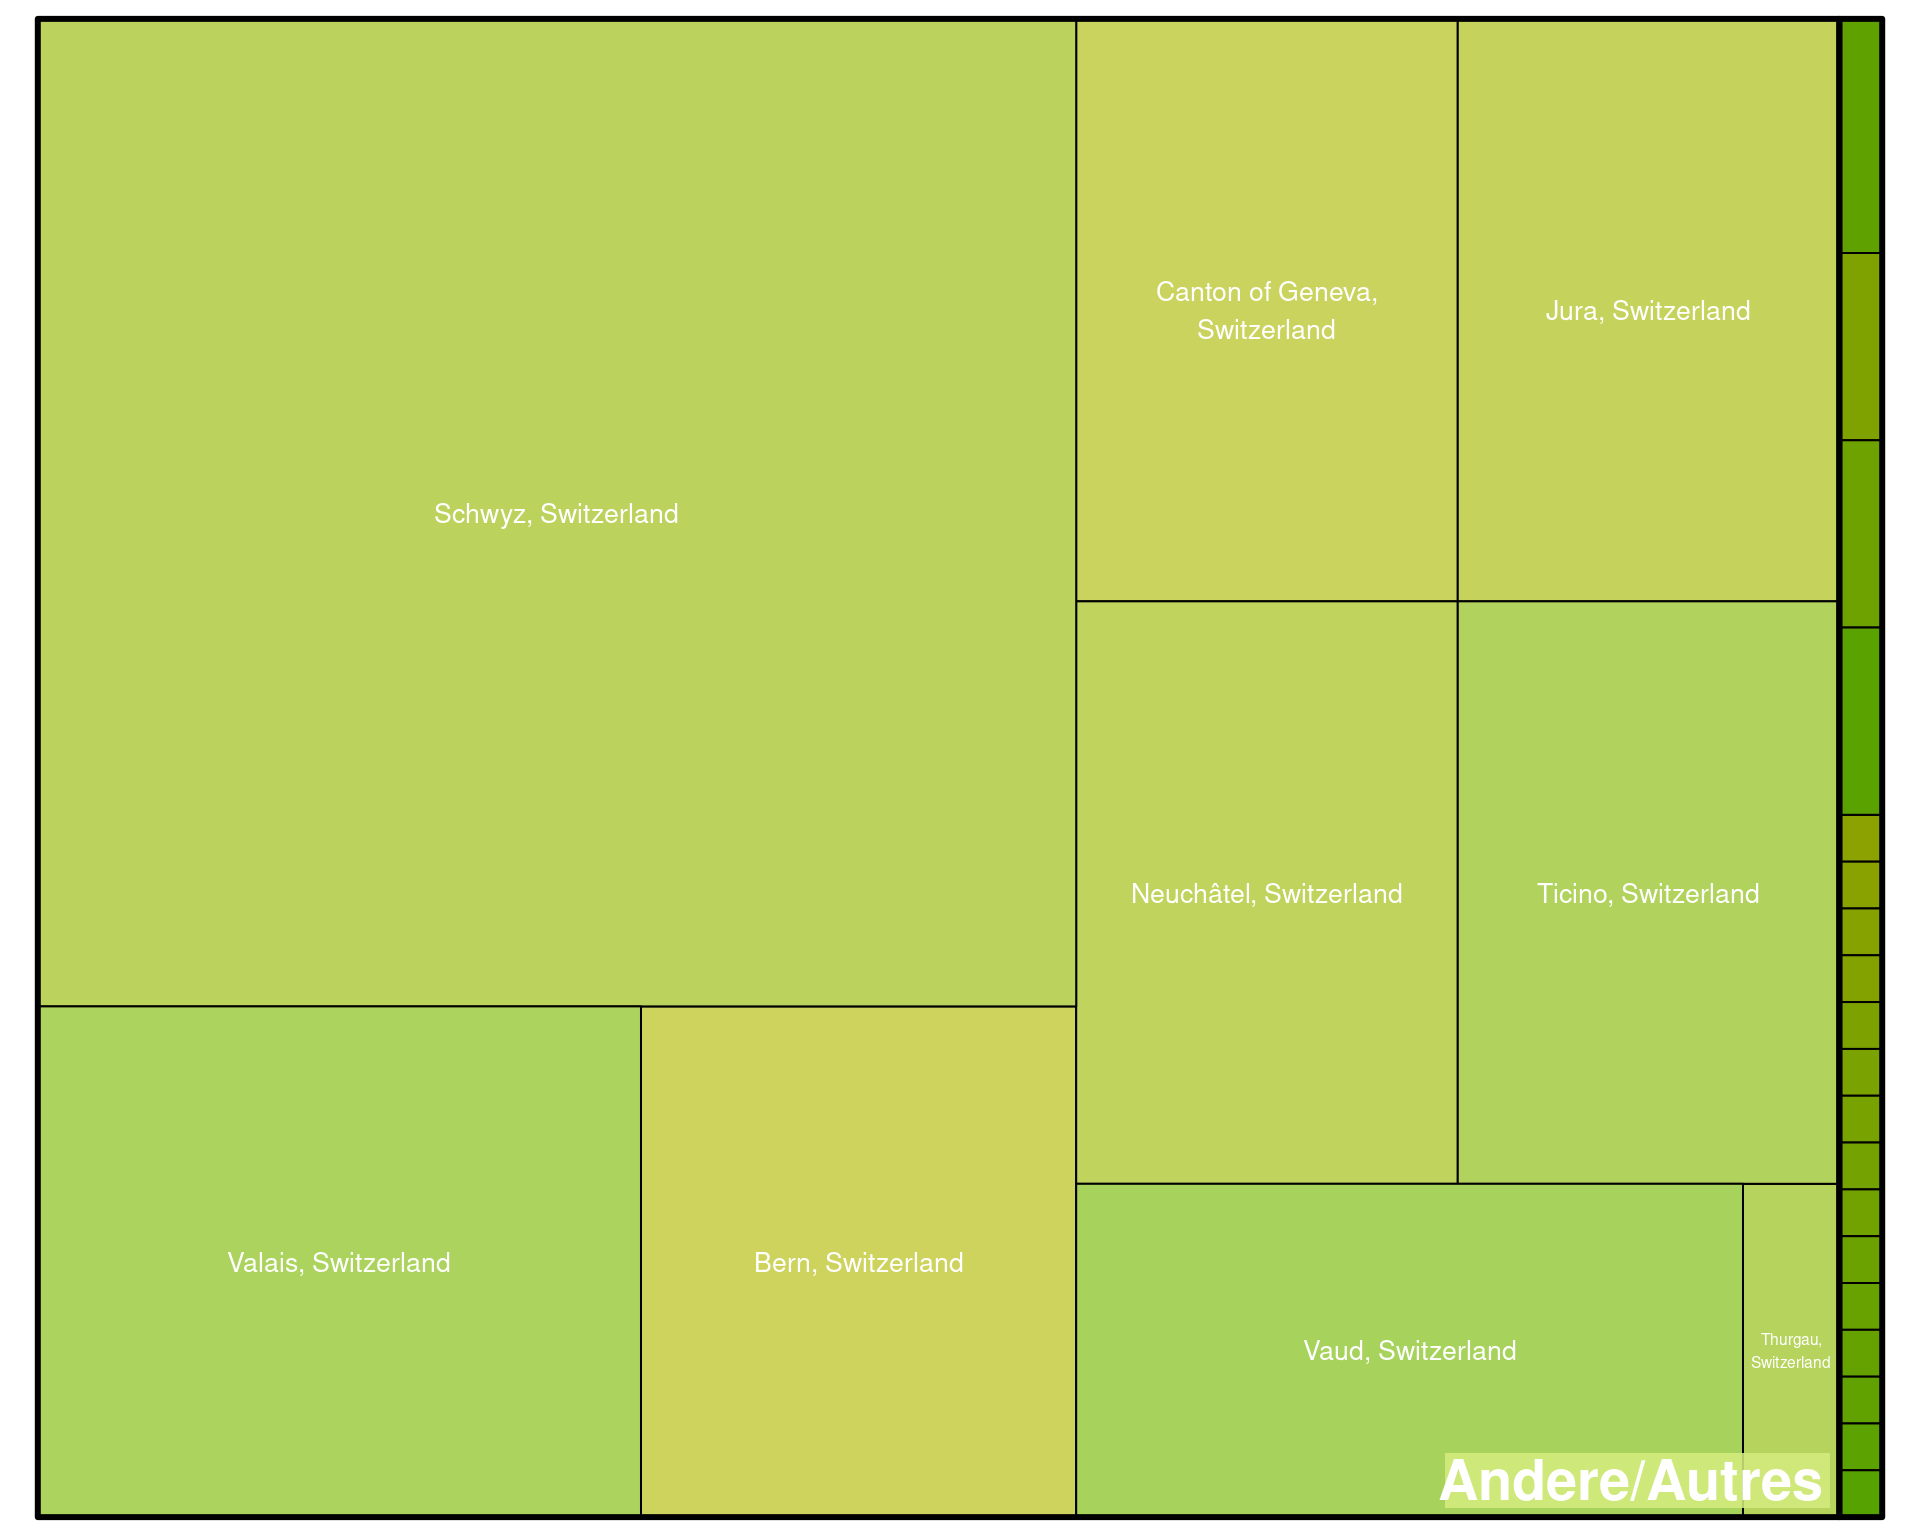 Schwyz, Switzerland
Canton of Geneva,
Switzerland
Jura, Switzerland
Neuchâtel, Switzerland
Ticino, Switzerland
Valais, Switzerland
Bern, Switzerland
Vaud, Switzerland
Thurgau,
Switzerland
Andere/Autres